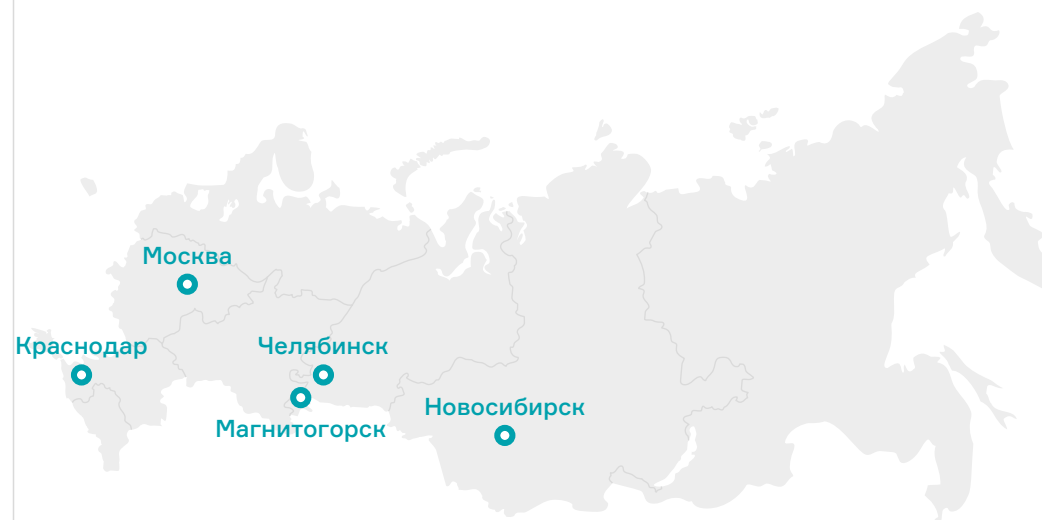 Москва
Краснодар
Челябинск
Новосибирск
Магнитогорск